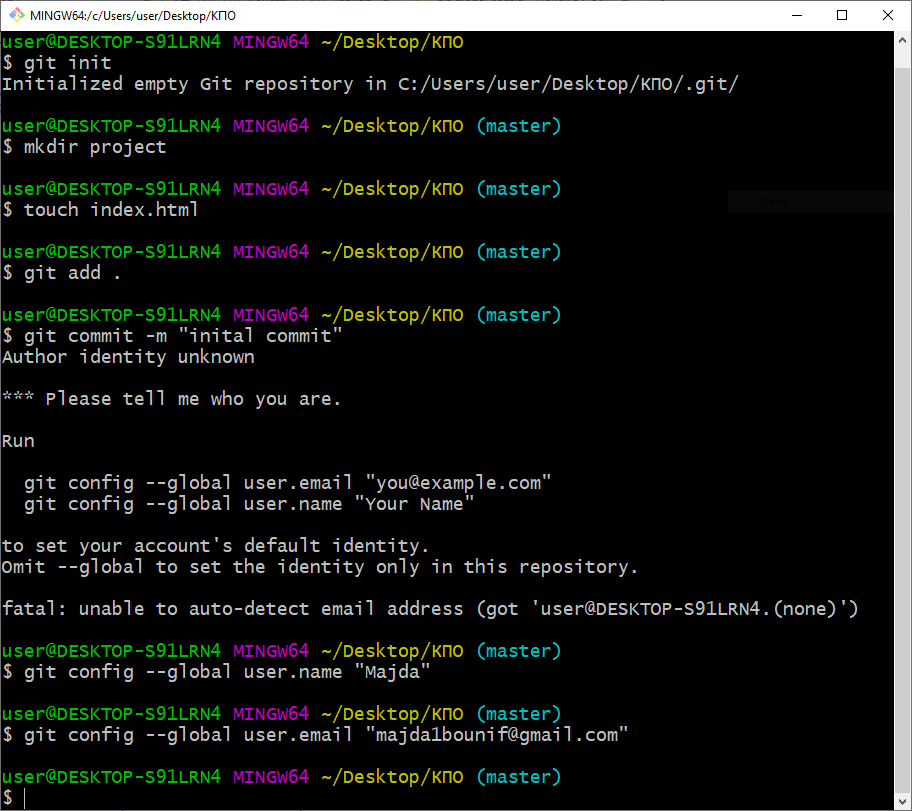 MINGW64:/c/Users/user/Desktop/КПО
user@DESKTOP-S91LRN4 MINGW64 ~/Desktop/КПО
$ git init
Initialized empty Git repository in C:/Users/user/Desktop/КПО/.git/
user@DESKTOP-S91LRN4 MINGW64 ~/Desktop/КПО (master)
$ mkdir project
user@DESKTOP-S91LRN4 MINGW64 ~/Desktop/КПО (master)
$ touch index.html
user@DESKTOP-S91LRN4 MINGW64 ~/Desktop/КПО (master)
$ git add .
user@DESKTOP-S91LRN4 MINGW64 ~/Desktop/КПО (master)
$ git commit -m "inital commit"
Author identity unknown
*** Please tell me who you are.
Run
git config --global user.email "you@example.com"
git config --global user.name "Your Name"
to set your account's default identity.
Omit --global to set the identity only in this repository.
fatal: unable to auto-detect email address (got 'user@DESKTOP-S91LRN4.(none)')
user@DESKTOP-S91LRN4 MINGW64 ~/Desktop/КПО (master)
$ git config --global user.name "Majda"
user@DESKTOP-S91LRN4 MINGW64 ~/Desktop/КПО (master)
$ git config --global user.email "majda1bounif@gmail.com"
user@DESKTOP-S91LRN4 MINGW64 ~/Desktop/КПО (master)
$